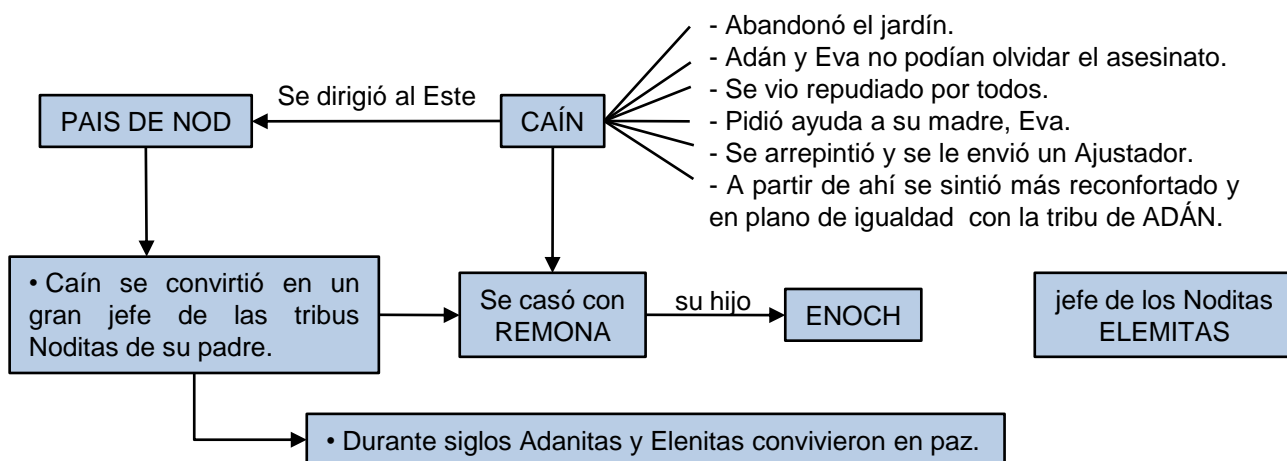 - Abandonó el jardín.
- Adán y Eva no podían olvidar el asesinato.
- Se vio repudiado por todos.
- Pidió ayuda a su madre, Eva.
- Se arrepintió y se le envió un Ajustador.
- A partir de ahí se sintió más reconfortado y
en plano de igualdad con la tribu de ADÁN.
Se dirigió al Este
PAIS DE NOD
CAÍN
• Caín se convirtió en un
gran jefe de las tribus
Noditas de su padre.
Se casó con
REMONA
su hijo
ENOCH
jefe de los Noditas
ELEMITAS
• Durante siglos Adanitas y Elenitas convivieron en paz.